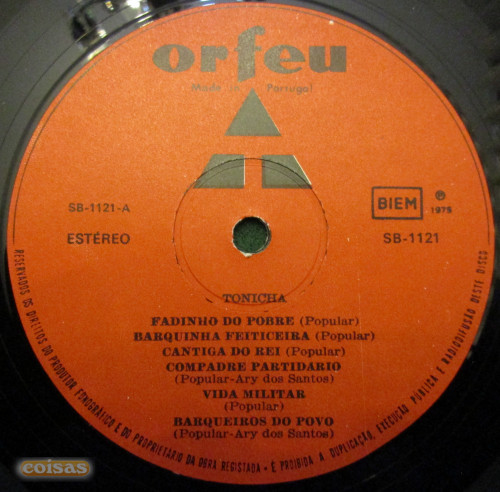 orfeu
Made in Portugal
SB-1121-A
ESTÉREO
BIEM
℗
1975
SB-1121
TONICHA
FADINHO DO POBRE (Popular)
BARQUINHA FEITICEIRA (Popular)
CANTIGA DO REI (Popular)
COMPADRE PARTIDARIO
(Popular-Ary dos Santos)
VIDA MILITAR
(Popular)
BARQUEIROS DO POVO
(Popular-Ary dos Santos)
RESERVADOS OS DIREITOS DO PRODUTOR FONOGRÁFICO E DO PROPRIETÁRIO DA OBRA REGISTADA • É PROIBIDA A DUPLICAÇÃO, EXECUÇÃO PÚBLICA E RADIODIFUSÃO DESTE DISCO
coisas